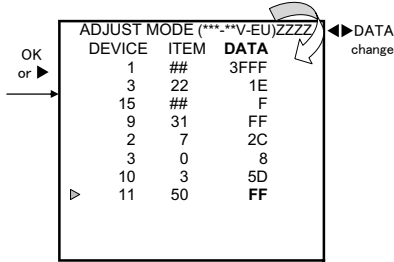 ADJUST MODE (***-**V-EU)ZZZZ
◀▶DATA
change
OK
or ▶
DEVICE ITEM DATA
1 ## 3FFF
3 22 1E
15 ## F
9 31 FF
2 7 2C
3 0 8
10 3 5D
▷ 11 50 FF